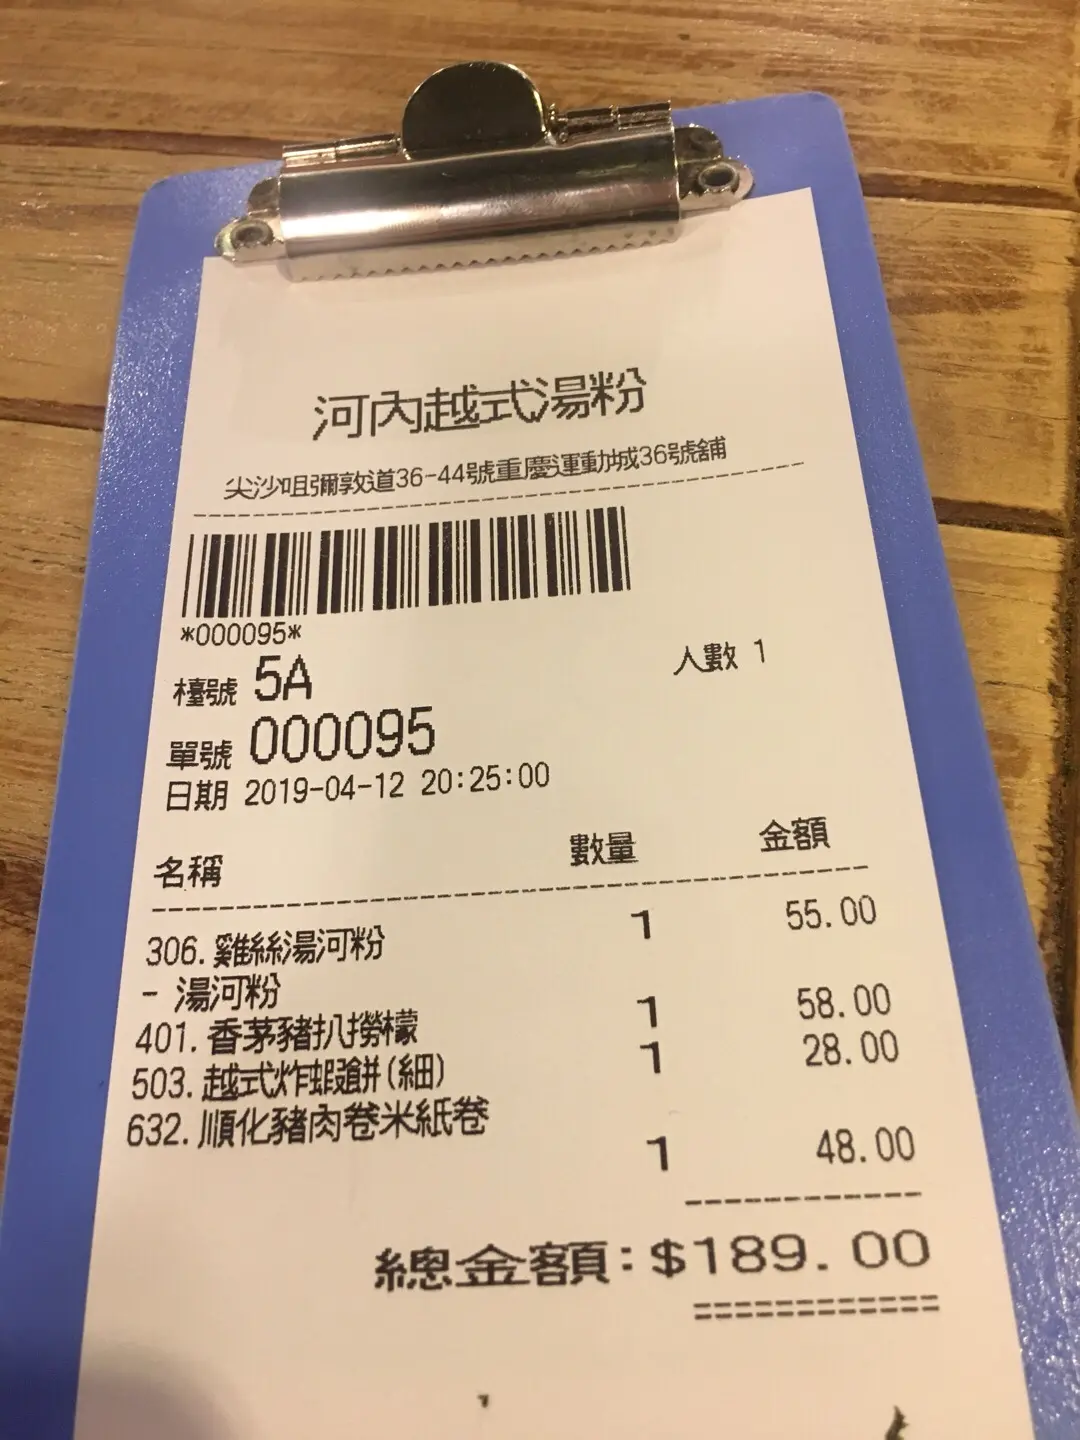 河內越式湯粉
尖沙咀彌敦道36-44號重慶運動城36號舖
*000095*
檯號 5A 人數 1
單號 000095
日期 2019-04-12 20:25:00
名稱 數量 金額
306. 雞絲湯河粉 1 55.00
- 湯河粉
401. 香茅豬扒撈檬 1 58.00
503. 越式炸蝦餅(細) 1 28.00
632. 順化豬肉卷米紙卷
1 48.00
總金額:$189.00